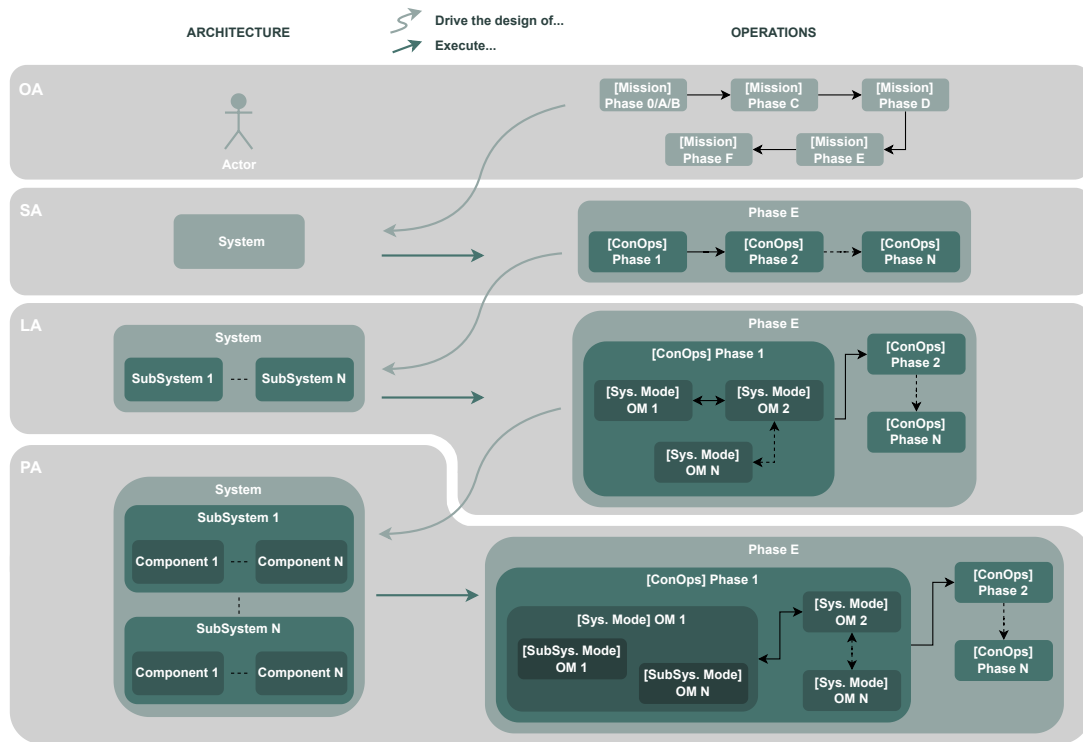 ARCHITECTURE
Drive the design of...
Execute...
OPERATIONS
OA
Actor
[Mission]
Phase 0/A/B
[Mission]
Phase C
[Mission]
Phase D
[Mission]
Phase F
[Mission]
Phase E
SA
System
Phase E
[ConOps]
Phase 1
[ConOps]
Phase 2
[ConOps]
Phase N
LA
System
SubSystem 1
SubSystem N
Phase E
[ConOps] Phase 1
[Sys. Mode]
OM 1
[Sys. Mode]
OM 2
[Sys. Mode]
OM N
[ConOps]
Phase 2
[ConOps]
Phase N
PA
System
SubSystem 1
Component 1
Component N
SubSystem N
Component 1
Component N
Phase E
[ConOps] Phase 1
[Sys. Mode] OM 1
[SubSys. Mode]
OM 1
[SubSys. Mode]
OM N
[Sys. Mode]
OM 2
[Sys. Mode]
OM N
[ConOps]
Phase 2
[ConOps]
Phase N